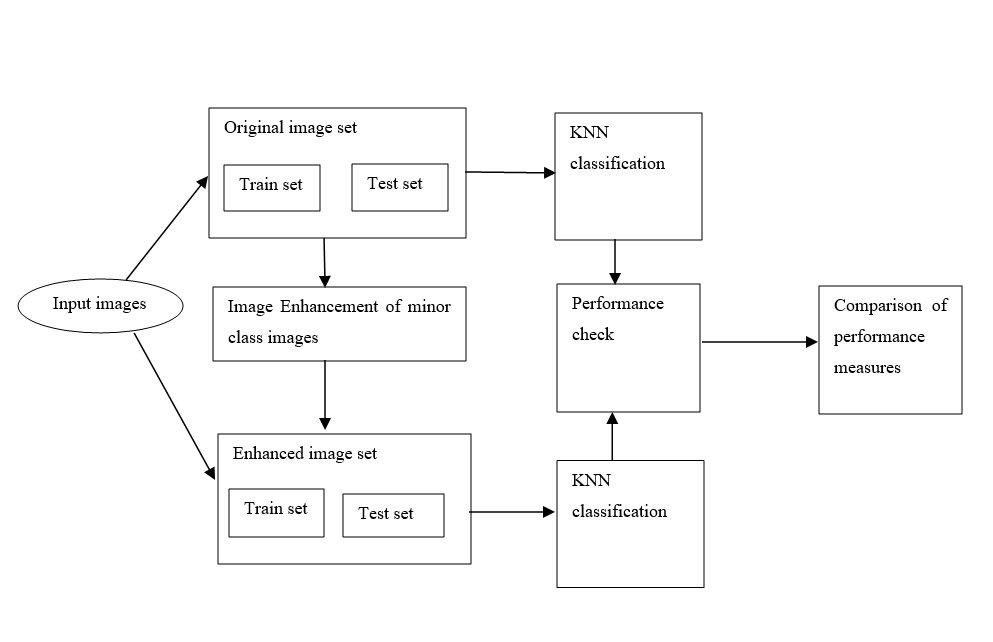 Original image set
Train set
Test set
KNN
classification
Input images
Image Enhancement of minor
class images
Performance
check
Comparison of
performance
measures
Enhanced image set
Train set
Test set
KNN
classification